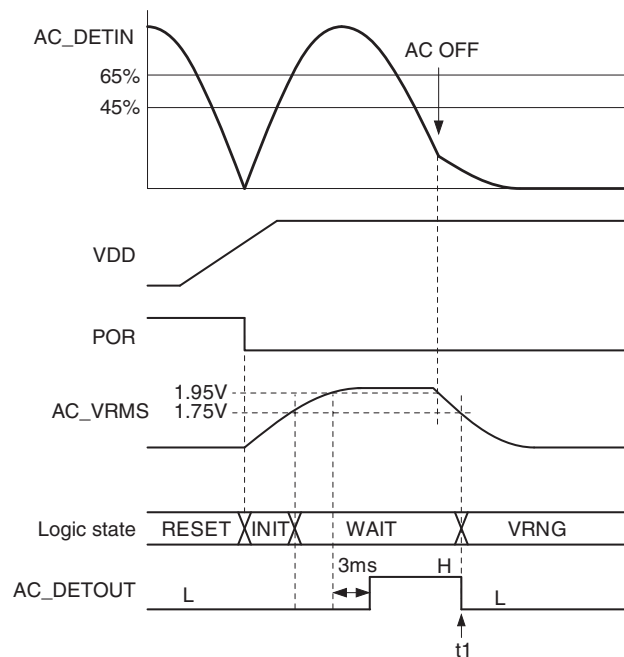 AC_DETIN
AC OFF
65%
45%
VDD
POR
1.95V
AC_VRMS
1.75V
Logic state
RESET
INIT
WAIT
VRNG
3ms
H
AC_DETOUT
L
L
t1